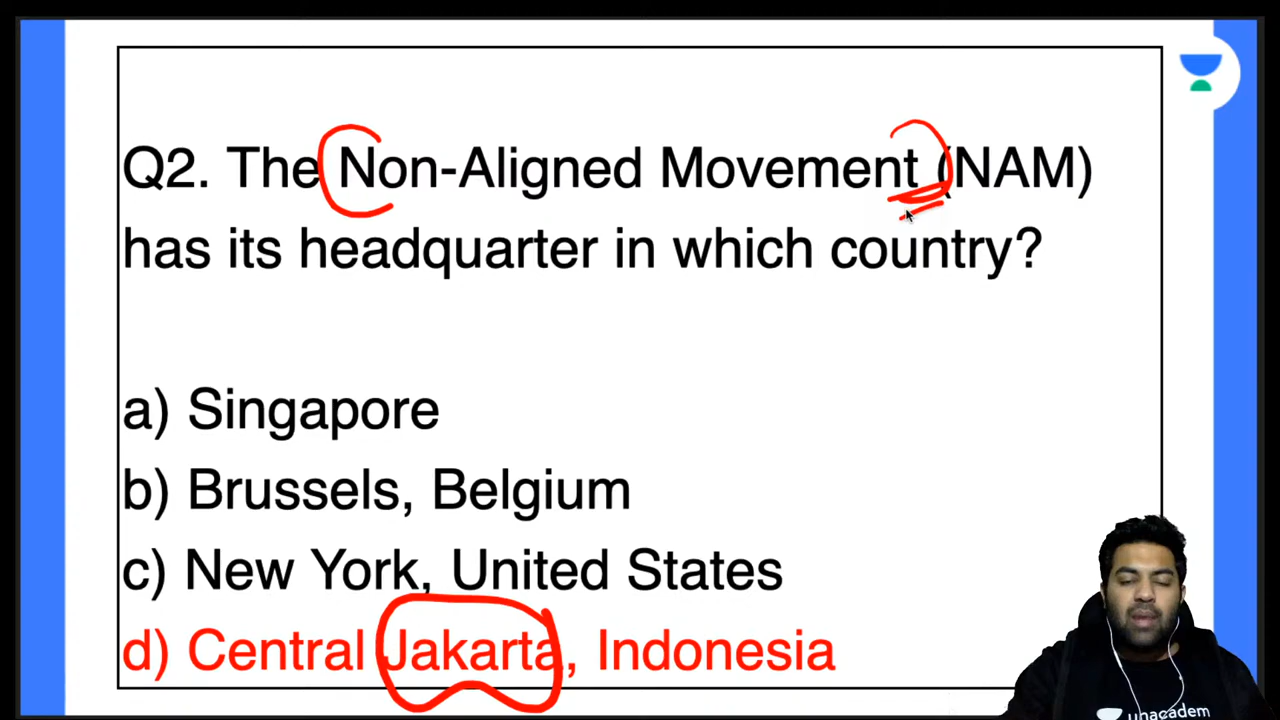 Q2. The Non-Aligned Movement (NAM)
has its headquarter in which country?
a) Singapore
b) Brussels, Belgium
c) New York, United States
d) Central Jakarta, Indonesia
unacadem